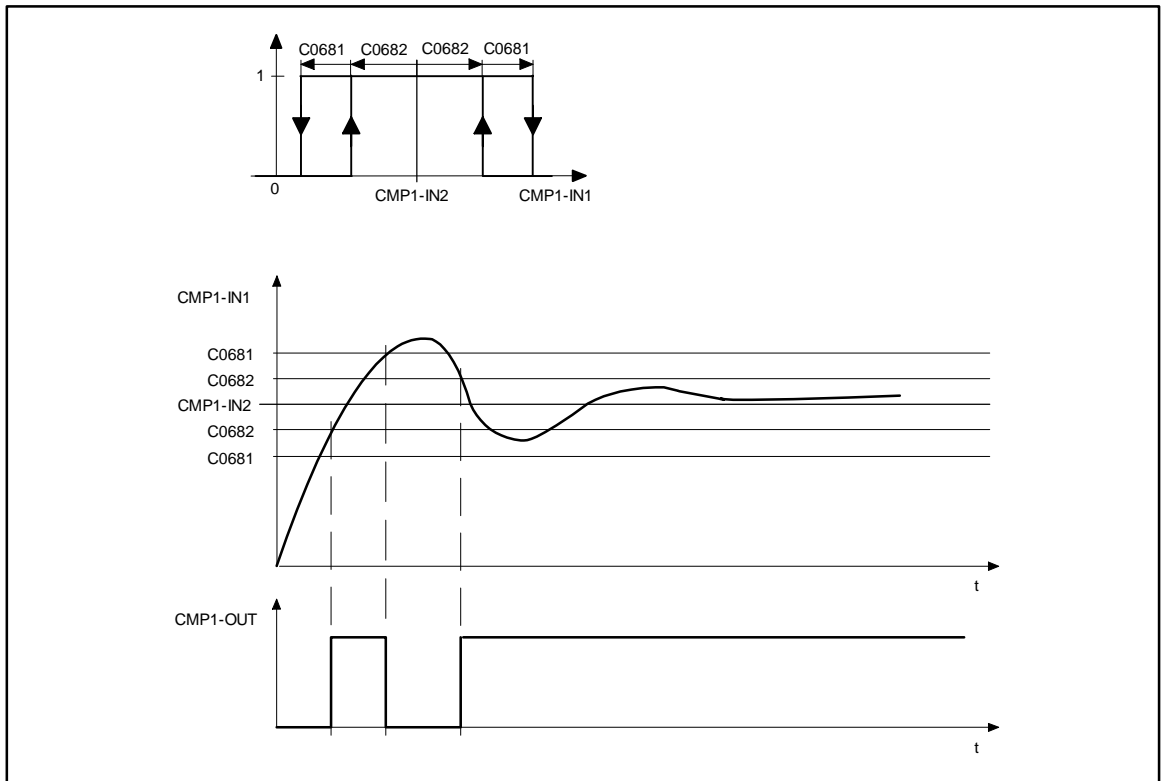 C0681 C0682 C0682 C0681
1
0
CMP1-IN2 CMP1-IN1
CMP1-IN1
C0681
C0682
CMP1-IN2
C0682
C0681
t
CMP1-OUT
t